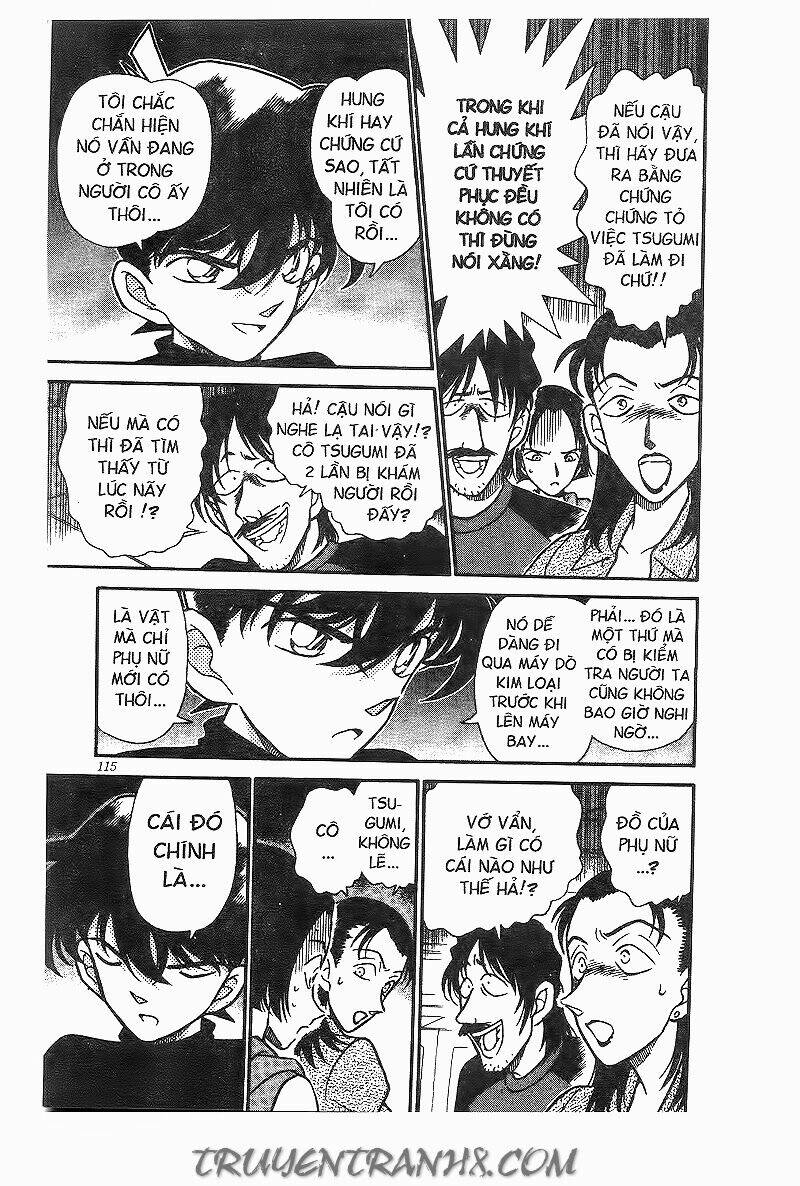 NẾU CẬU
ĐÃ NÓI VẬY,
THÌ HÃY ĐƯA
RA BẰNG
CHỨNG
CHỨNG TỎ
VIỆC TSUGUMI
ĐÃ LÀM ĐI
CHỨ!!
TRONG KHI
CẢ HUNG KHÍ
LẪN CHỨNG
CỨ THUYẾT
PHỤC ĐỀU
KHÔNG CÓ
THÌ ĐỪNG
NÓI XẰNG!
HUNG
KHÍ HAY
CHỨNG CỨ
SAO, TẤT
NHIÊN LÀ
TÔI CÓ
RỒI...
TÔI CHẮC
CHẮN HIỆN
NÓ VẪN ĐANG
Ở TRONG
NGƯỜI CÔ ẤY
THÔI...
HẢ! CẬU NÓI GÌ
NGHE LẠ TAI VẬY!?
CÔ TSUGUMI ĐÃ
2 LẦN BỊ KHÁM
NGƯỜI RỒI
ĐẤY?
NẾU MÀ CÓ
THÌ ĐÃ TÌM
THẤY TỪ
LÚC NÃY
RỒI!?
PHẢI... ĐÓ LÀ
MỘT THỨ MÀ
CÓ BỊ KIỂM
TRA NGƯỜI TA
CŨNG KHÔNG
BAO GIỜ NGHI
NGỜ...
NÓ DỄ
DÀNG ĐI
QUA MÁY DÒ
KIM LOẠI
TRƯỚC KHI
LÊN MÁY
BAY...
LÀ VẬT
MÀ CHỈ
PHỤ NỮ
MỚI CÓ
THÔI...
115
ĐỒ CỦA
PHỤ NỮ
...?
VỚ VẨN,
LÀM GÌ CÓ
CÁI NÀO NHƯ
THẾ HẢ!?
TSU-
GUMI,
KHÔNG
LẼ...
CÔ
...
CÁI ĐÓ
CHÍNH
LÀ...
TRUYENTRANH8.COM